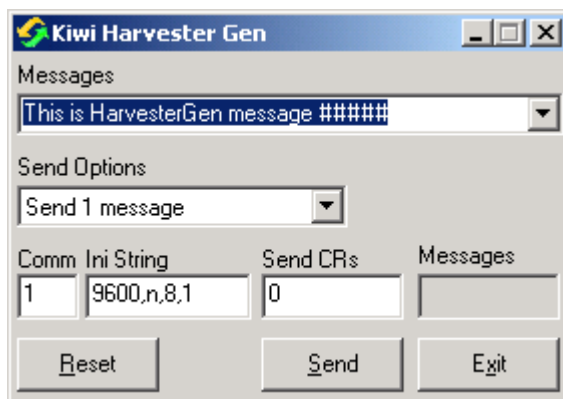 Kiwi Harvester Gen
Messages
This is HarvesterGen message #####
Send Options
Send 1 message
Comm Ini String Send CRs Messages
1 9600,n,8,1 0
Reset Send Exit